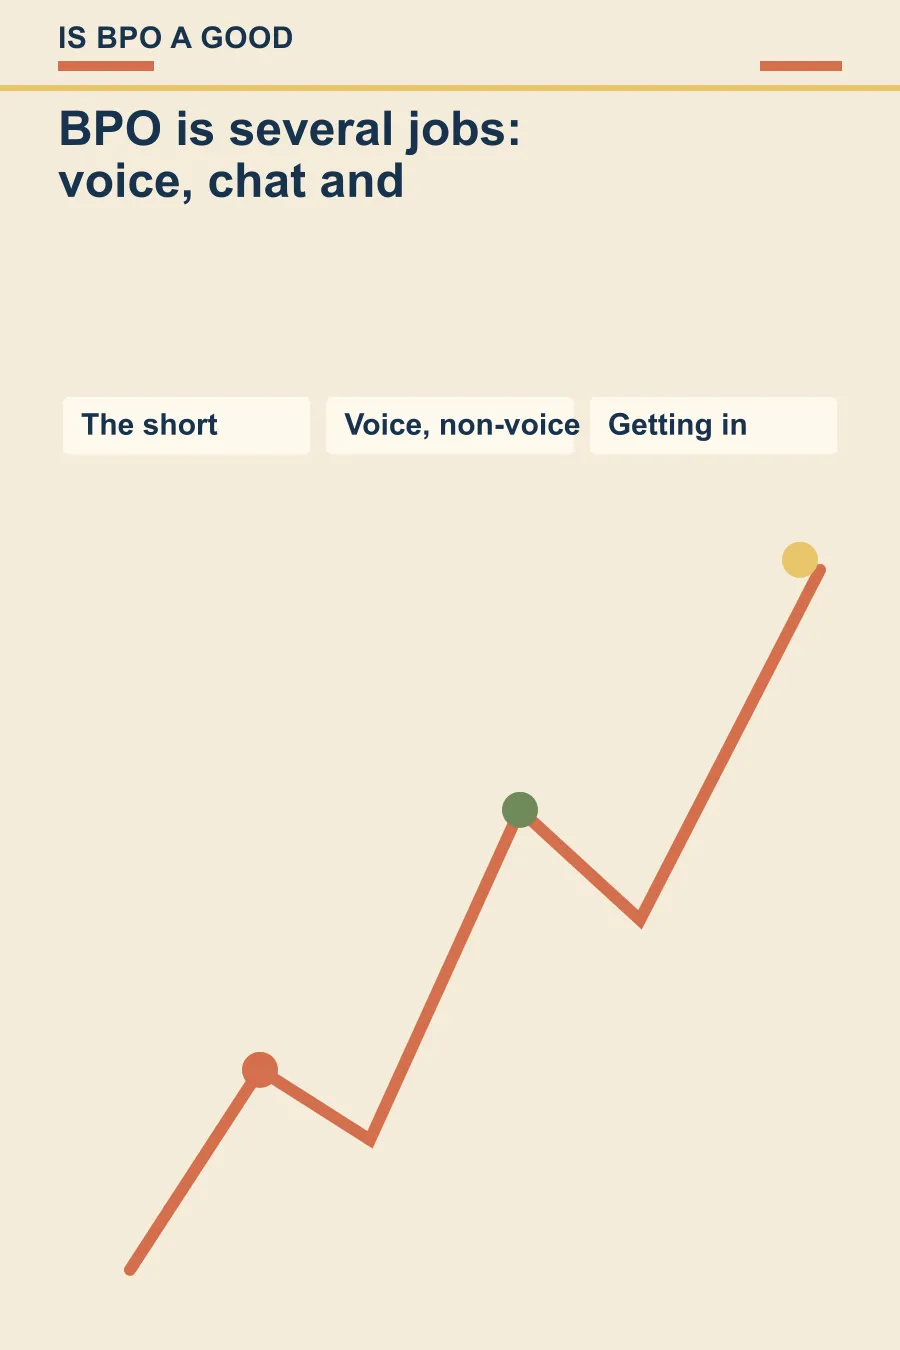 IS BPO A GOOD
BPO is several jobs:
voice, chat and
The short
Voice, non-voice
Getting in